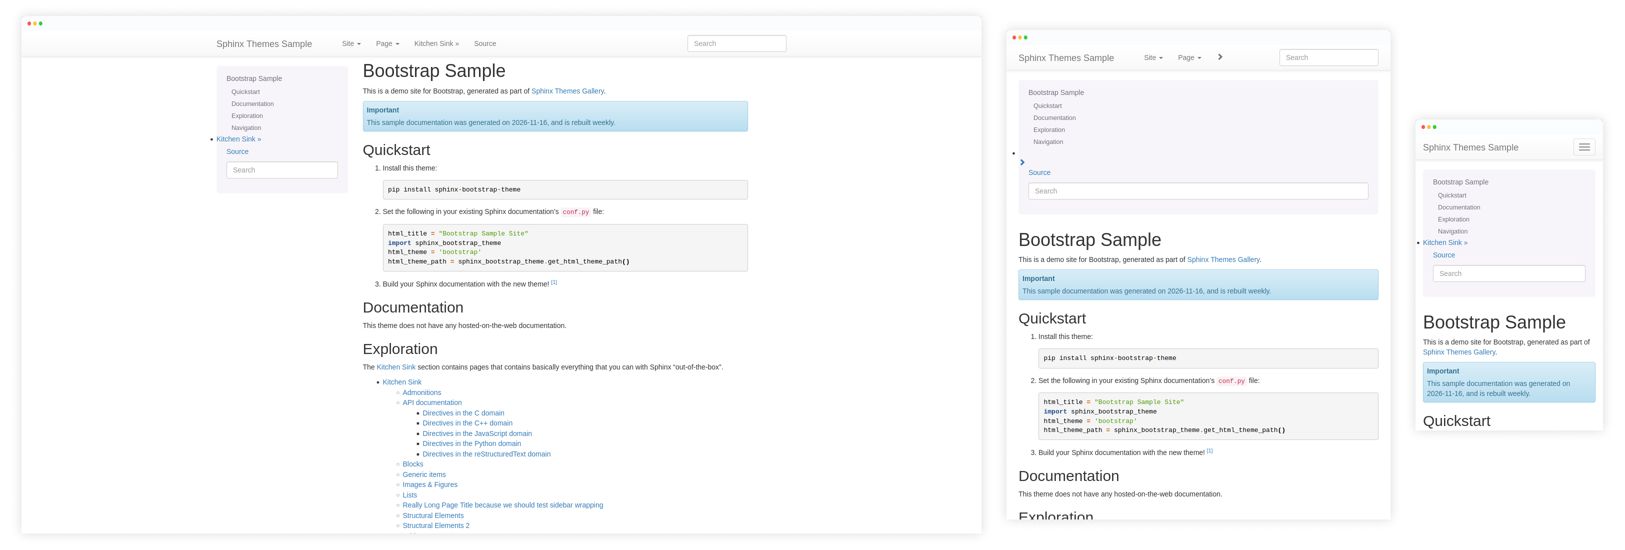 Sphinx Themes Sample
Site
Page
Kitchen Sink »
Source
Search
Bootstrap Sample
Quickstart
Documentation
Exploration
Navigation
Kitchen Sink »
Source
Search
Bootstrap Sample
This is a demo site for Bootstrap, generated as part of Sphinx Themes Gallery.
Important
This sample documentation was generated on 2026-11-16, and is rebuilt weekly.
Quickstart
1. Install this theme:
pip install sphinx-bootstrap-theme
2. Set the following in your existing Sphinx documentation's conf.py file:
html_title = "Bootstrap Sample Site"
import sphinx_bootstrap_theme
html_theme = 'bootstrap'
html_theme_path = sphinx_bootstrap_theme.get_html_theme_path()
3. Build your Sphinx documentation with the new theme! [1]
Documentation
This theme does not have any hosted-on-the-web documentation.
Exploration
The Kitchen Sink section contains pages that contains basically everything that you can with Sphinx “out-of-the-box”.
Kitchen Sink
Admonitions
API documentation
Directives in the C domain
Directives in the C++ domain
Directives in the JavaScript domain
Directives in the Python domain
Directives in the reStructuredText domain
Blocks
Generic items
Images & Figures
Lists
Really Long Page Title because we should test sidebar wrapping
Structural Elements
Structural Elements 2
Sphinx Themes Sample
Site
Page
Search
Bootstrap Sample
Quickstart
Documentation
Exploration
Navigation
Source
Search
Bootstrap Sample
This is a demo site for Bootstrap, generated as part of Sphinx Themes Gallery.
Important
This sample documentation was generated on 2026-11-16, and is rebuilt weekly.
Quickstart
1. Install this theme:
pip install sphinx-bootstrap-theme
2. Set the following in your existing Sphinx documentation's conf.py file:
html_title = "Bootstrap Sample Site"
import sphinx_bootstrap_theme
html_theme = 'bootstrap'
html_theme_path = sphinx_bootstrap_theme.get_html_theme_path()
3. Build your Sphinx documentation with the new theme! [1]
Documentation
This theme does not have any hosted-on-the-web documentation.
Exploration
Sphinx Themes Sample
Bootstrap Sample
Quickstart
Documentation
Exploration
Navigation
Kitchen Sink »
Source
Search
Bootstrap Sample
This is a demo site for Bootstrap, generated as part of
Sphinx Themes Gallery.
Important
This sample documentation was generated on
2026-11-16, and is rebuilt weekly.
Quickstart